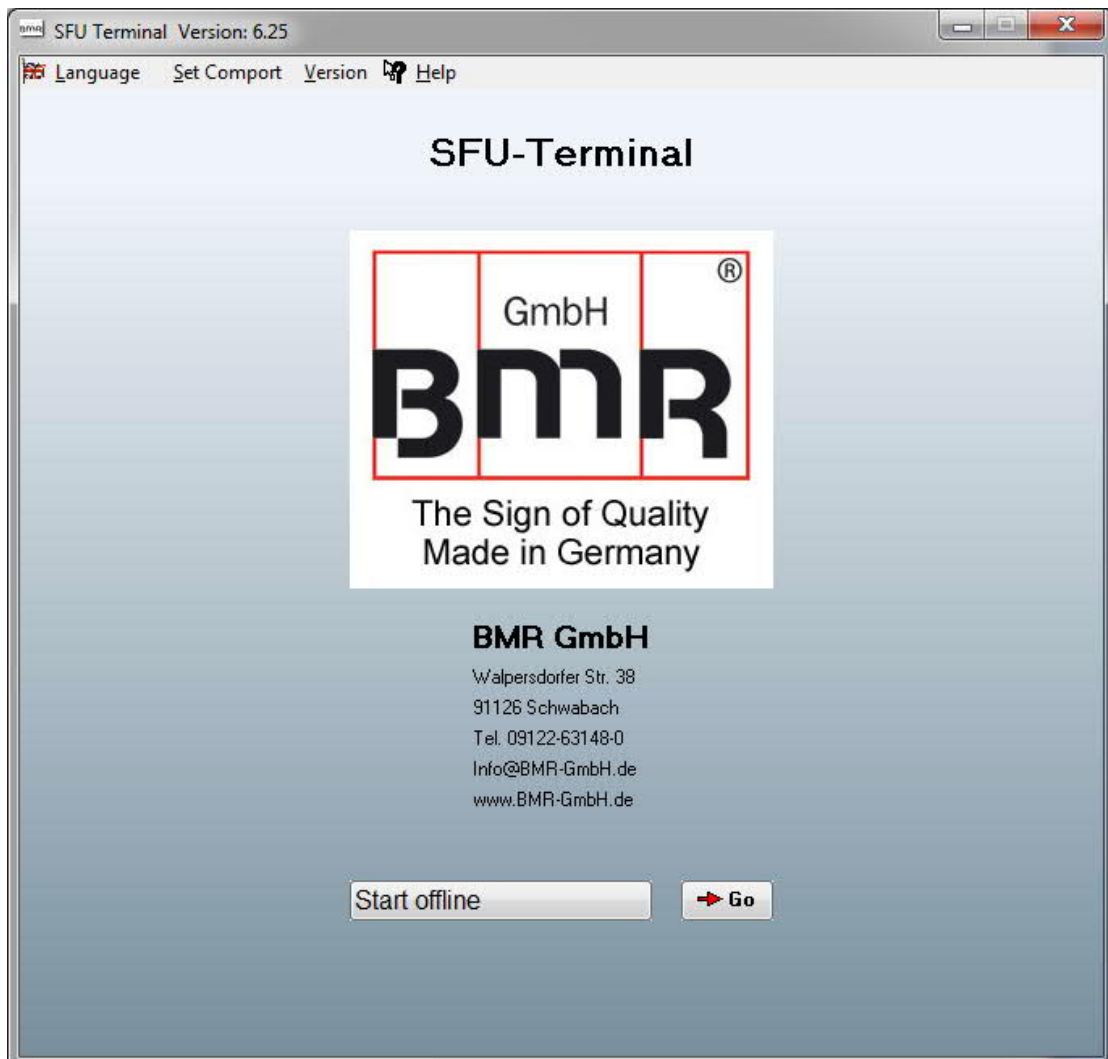 BMR SFU Terminal Version: 6.25
Language Set Comport Version Help
SFU-Terminal
®
GmbH
BMR
The Sign of Quality
Made in Germany
BMR GmbH
Walpersdorfer Str. 38
91126 Schwabach
Tel. 09122-63148-0
Info@BMR-GmbH.de
www.BMR-GmbH.de
Start offline Go